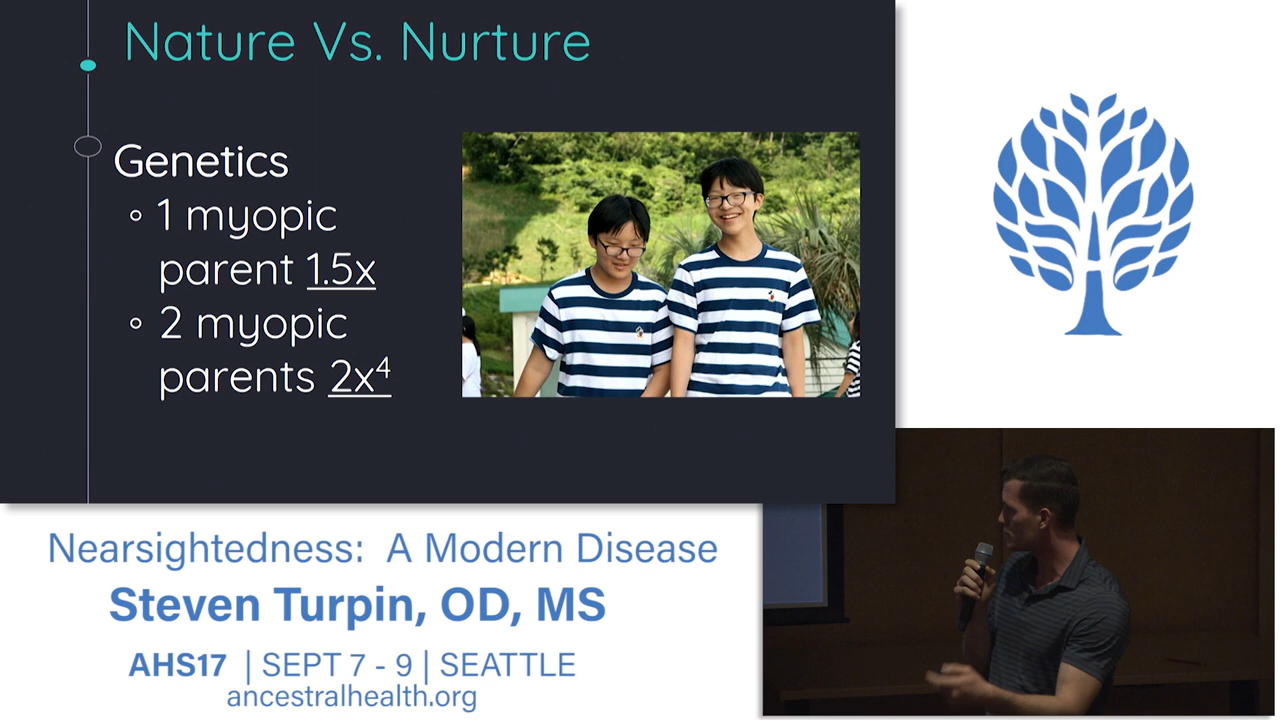 Nature Vs. Nurture
Genetics
◦ 1 myopic
parent 1.5x
◦ 2 myopic
parents 2x⁴
Nearsightedness: A Modern Disease
Steven Turpin, OD, MS
AHS17 | SEPT 7 - 9 | SEATTLE
ancestralhealth.org